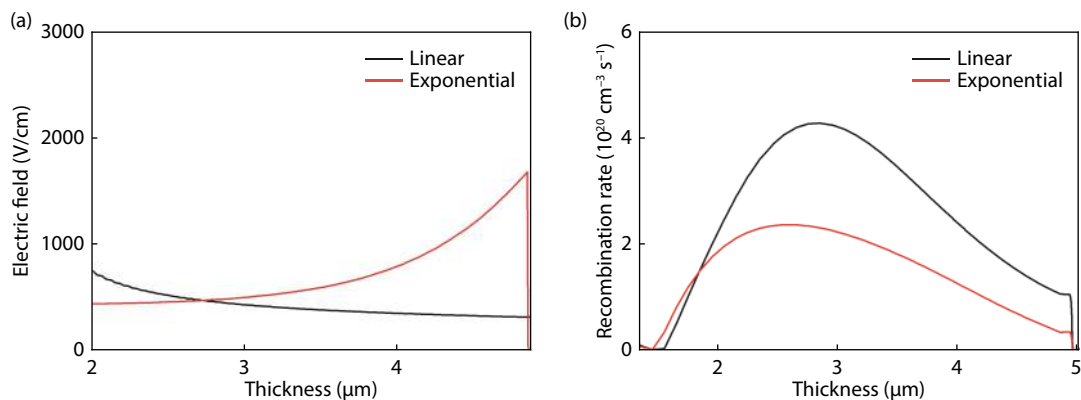 (a)
3000
2000
1000
0
Electric field (V/cm)
Linear
Exponential
2
3
4
Thickness (μm)
(b)
6
4
2
0
Recombination rate (10²⁰ cm⁻³ s⁻¹)
Linear
Exponential
2
3
4
5
Thickness (μm)